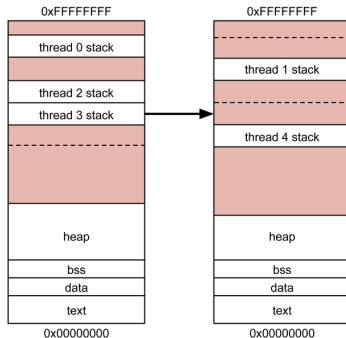 0xFFFFFFFF
thread 0 stack
thread 2 stack
thread 3 stack
heap
bss
data
text
0x00000000
0xFFFFFFFF
thread 1 stack
thread 4 stack
heap
bss
data
text
0x00000000